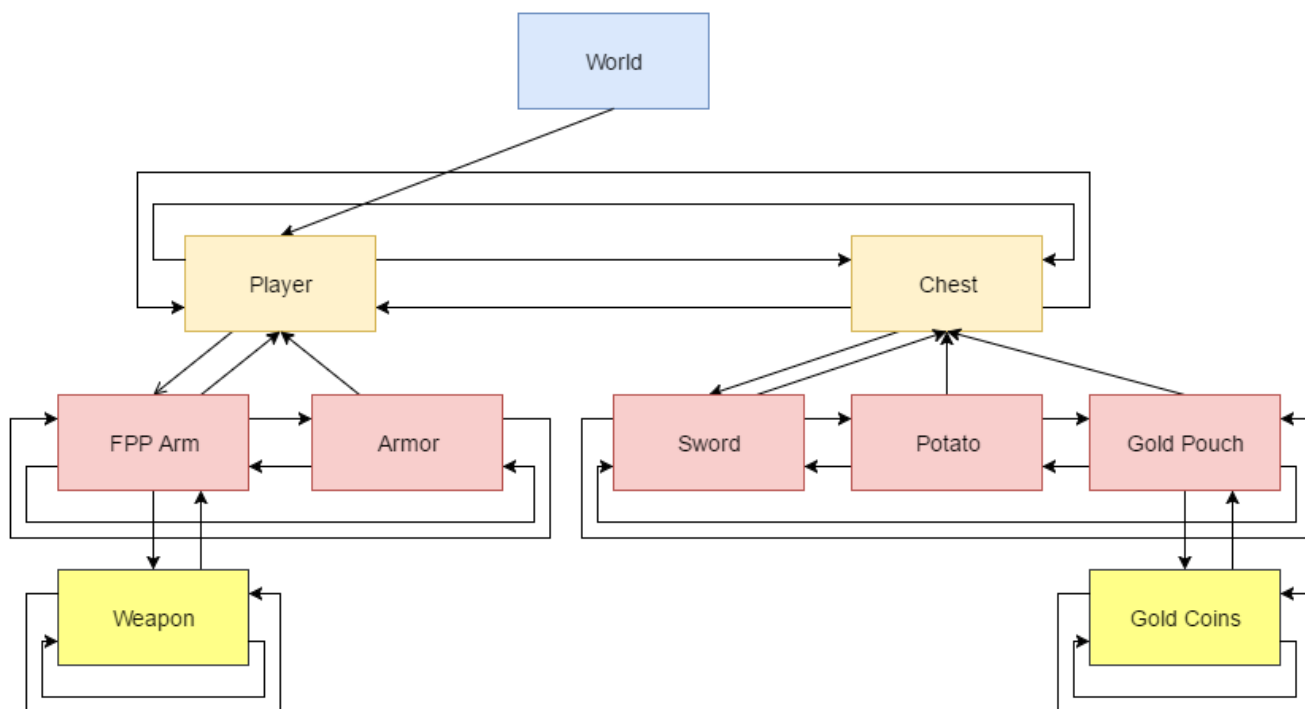 World
Player
Chest
FPP Arm
Armor
Sword
Potato
Gold Pouch
Weapon
Gold Coins